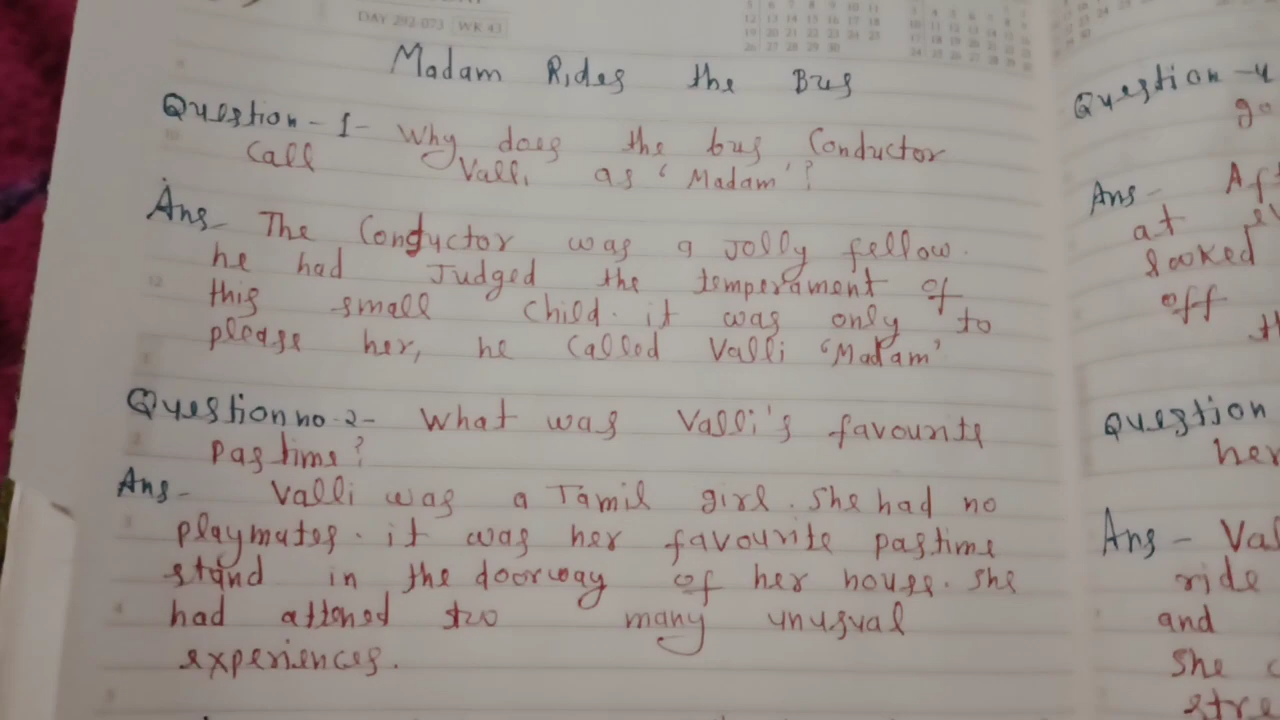 DAY 292-073 WK 43
Madam Rides the Bus
Question - 1 - Why does the bus Conductor
Call Valli as 'Madam'?
Ans - The Conductor was a Jolly fellow.
he had Judged the temperament of
this small Child. it was only to
please her, he Called Valli 'Madam'
Question no-2- What was Valli's favourite
pastime?
Ans - Valli was a Tamil girl. She had no
playmates. it was her favourite pastime
stand in the doorway of her house. She
had many unusual
experiences.
Question -4
go
Ans - Af
at
looked
off
th
Question
her
Ans - Val
ride
and
She
stre